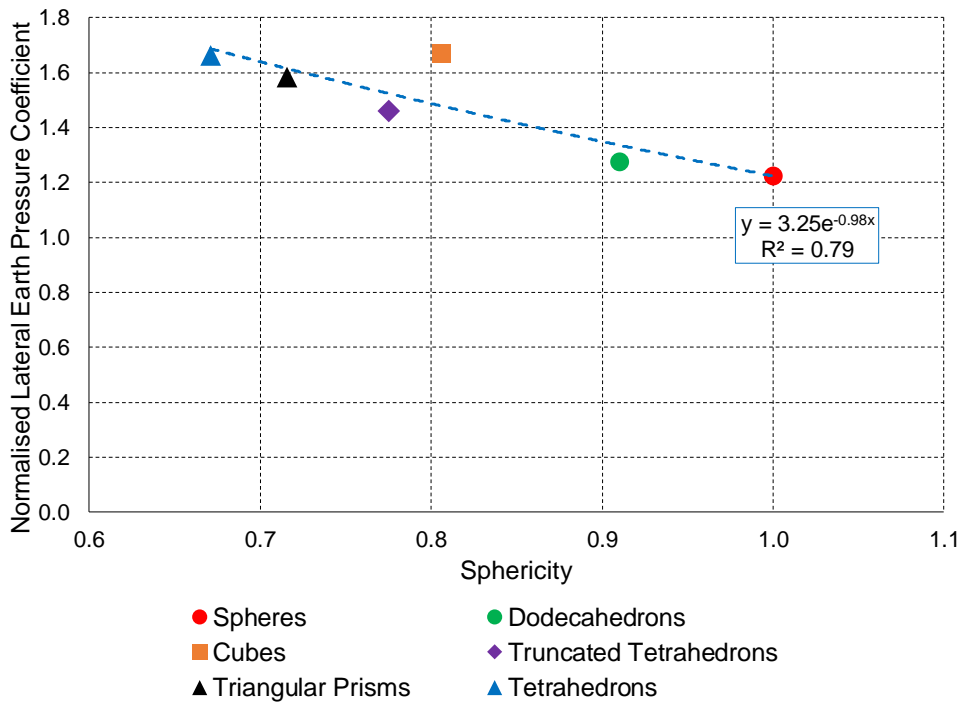 Normalised Lateral Earth Pressure Coefficient
1.8
1.6
1.4
1.2
1.0
0.8
0.6
0.4
0.2
0.0
y = 3.25e^-0.98x
R² = 0.79
0.6 0.7 0.8 0.9 1.0 1.1
Sphericity
Spheres Dodecahedrons
Cubes Truncated Tetrahedrons
Triangular Prisms Tetrahedrons